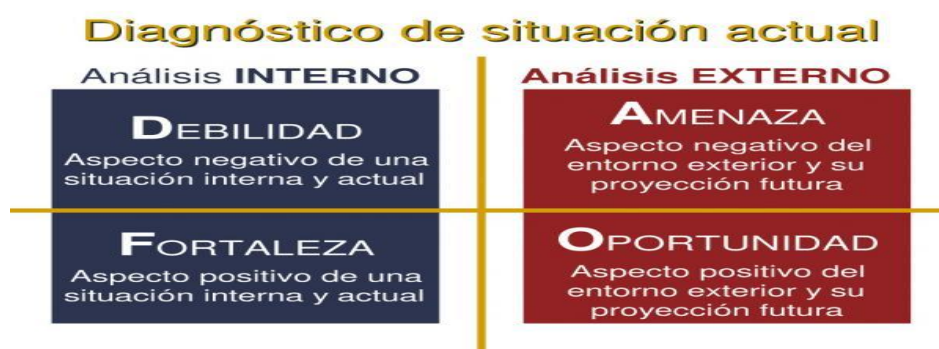 Diagnóstico de situación actual
Análisis INTERNO
DEBILIDAD
Aspecto negativo de una
situación interna y actual
FORTALEZA
Aspecto positivo de una
situación interna y actual
Análisis EXTERNO
AMENAZA
Aspecto negativo del
entorno exterior y su
proyección futura
OPORTUNIDAD
Aspecto positivo del
entorno exterior y su
proyección futura